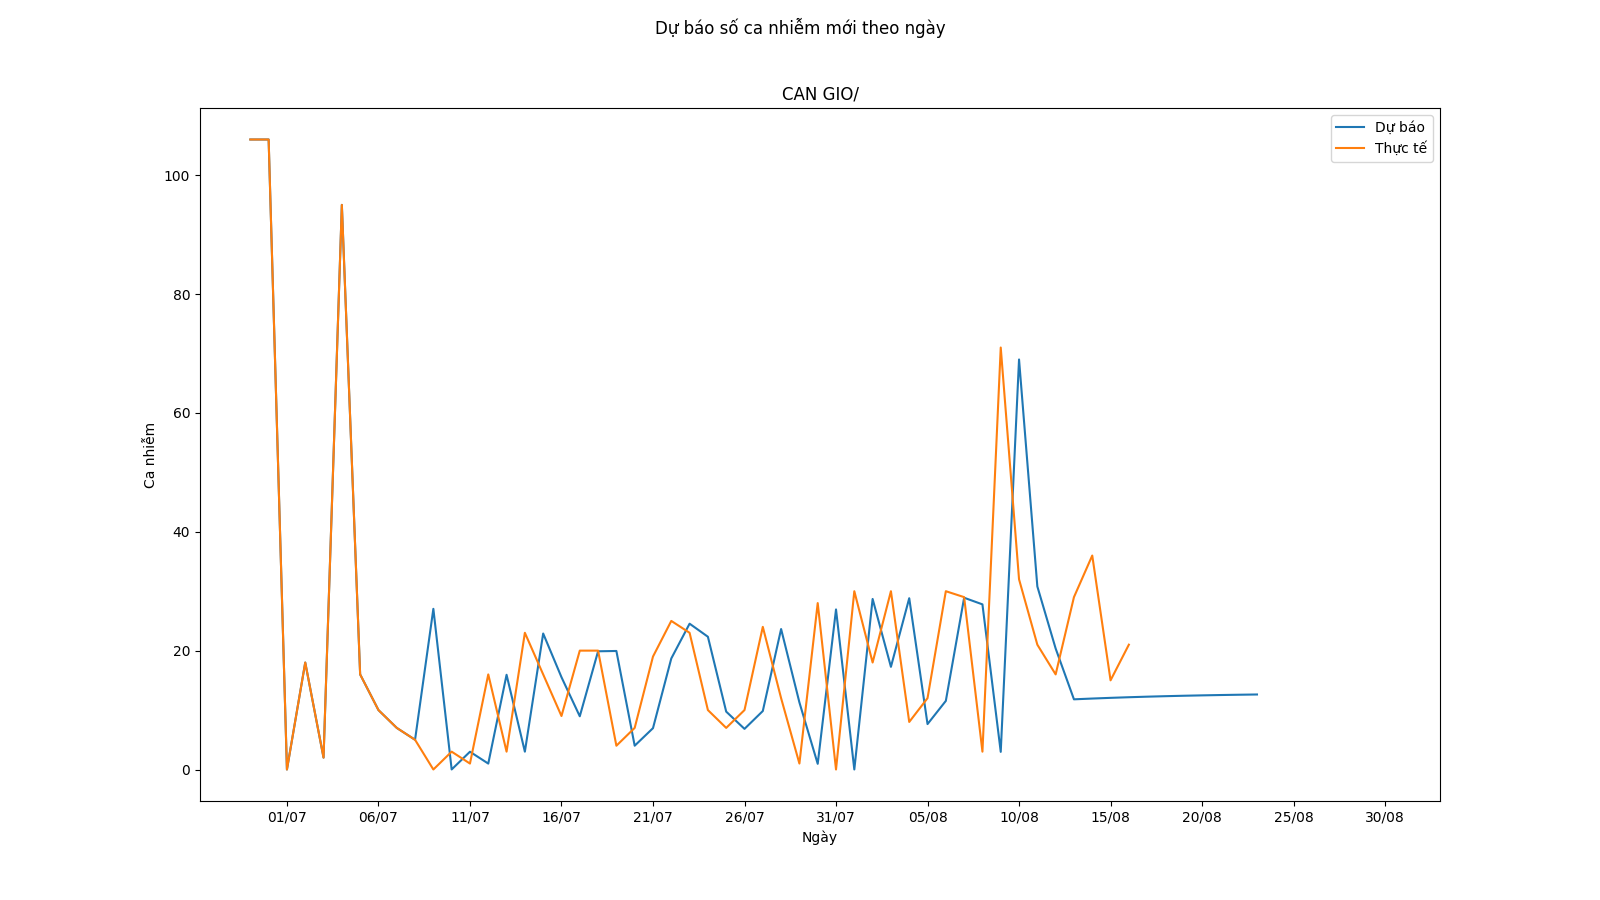 Dự báo số ca nhiễm mới theo ngày
CAN GIO/
Dự báo
Thực tế
100
80
60
40
20
0
Ca nhiễm
01/07 06/07 11/07 16/07 21/07 26/07 31/07 05/08 10/08 15/08 20/08 25/08 30/08
Ngày